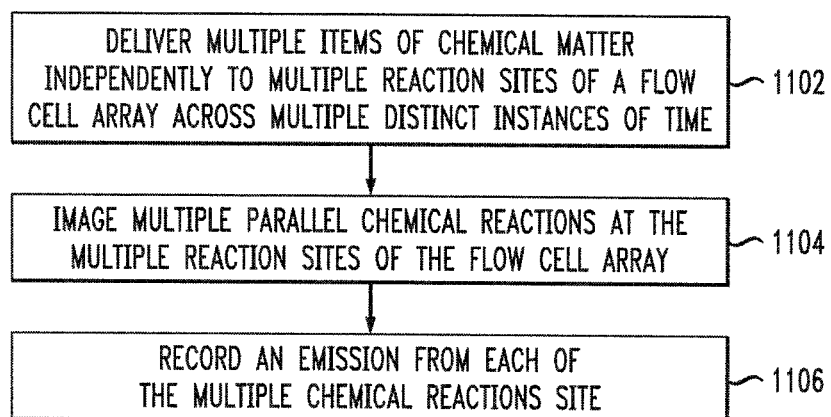 DELIVER MULTIPLE ITEMS OF CHEMICAL MATTER
INDEPENDENTLY TO MULTIPLE REACTION SITES OF A FLOW
CELL ARRAY ACROSS MULTIPLE DISTINCT INSTANCES OF TIME
1102
IMAGE MULTIPLE PARALLEL CHEMICAL REACTIONS AT THE
MULTIPLE REACTION SITES OF THE FLOW CELL ARRAY
1104
RECORD AN EMISSION FROM EACH OF
THE MULTIPLE CHEMICAL REACTIONS SITE
1106